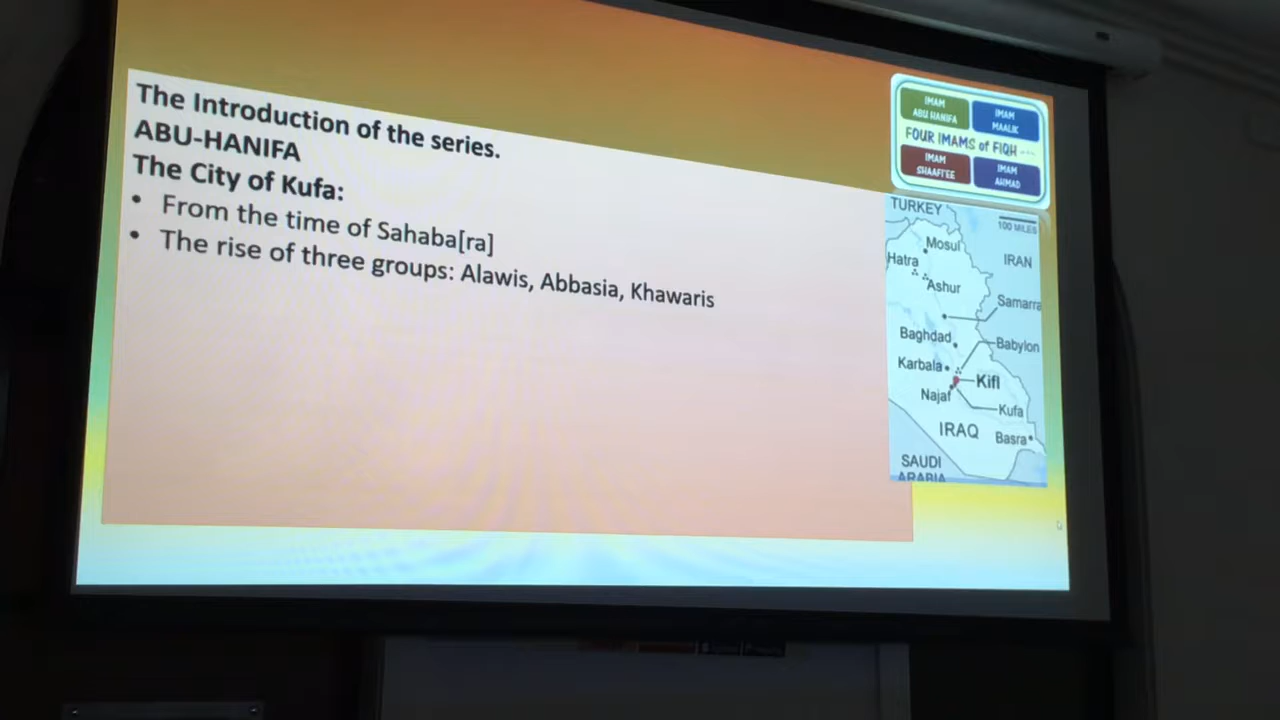 The Introduction of the series.
ABU-HANIFA
The City of Kufa:
• From the time of Sahaba[ra]
• The rise of three groups: Alawis, Abbasia, Khawaris
IMAM
ABU HANIFA
IMAM
MAALIK
FOUR IMAMS of FIQH ---
IMAM
SHAAFI'EE
IMAM
AHMAD
TURKEY
100 MILES
Mosul
IRAN
Hatra
Ashur
Samarra
Baghdad
Babylon
Karbala
Kifl
Najaf
Kufa
IRAQ
Basra
SAUDI
ARABIA